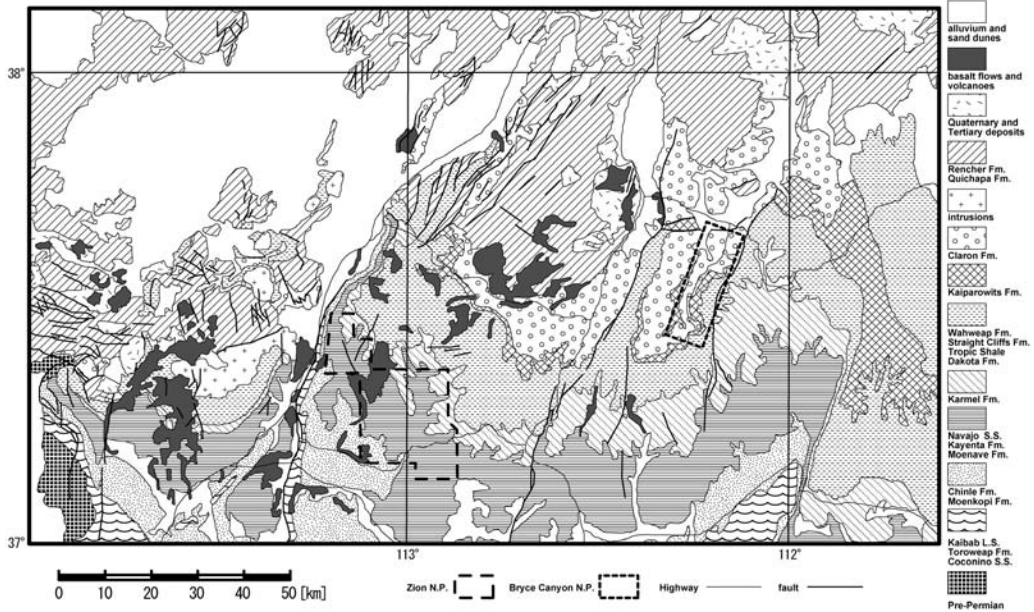 38°
37°
113°
112°
alluvium and
sand dunes
basalt flows and
volcanoes
Quaternary and
Tertiary deposits
Rencher Fm.
Quichapa Fm.
intrusions
Claron Fm.
Kaiparowits Fm.
Wahweap Fm.
Straight Cliffs Fm.
Tropic Shale
Dakota Fm.
Karmel Fm.
Navajo S.S.
Kayenta Fm.
Moenave Fm.
Chinle Fm.
Moenkopi Fm.
Kaibab L.S.
Toroweap Fm.
Coconino S.S.
Pre-Permian
0 10 20 30 40 50 [km]
Zion N.P. Bryce Canyon N.P. Highway fault